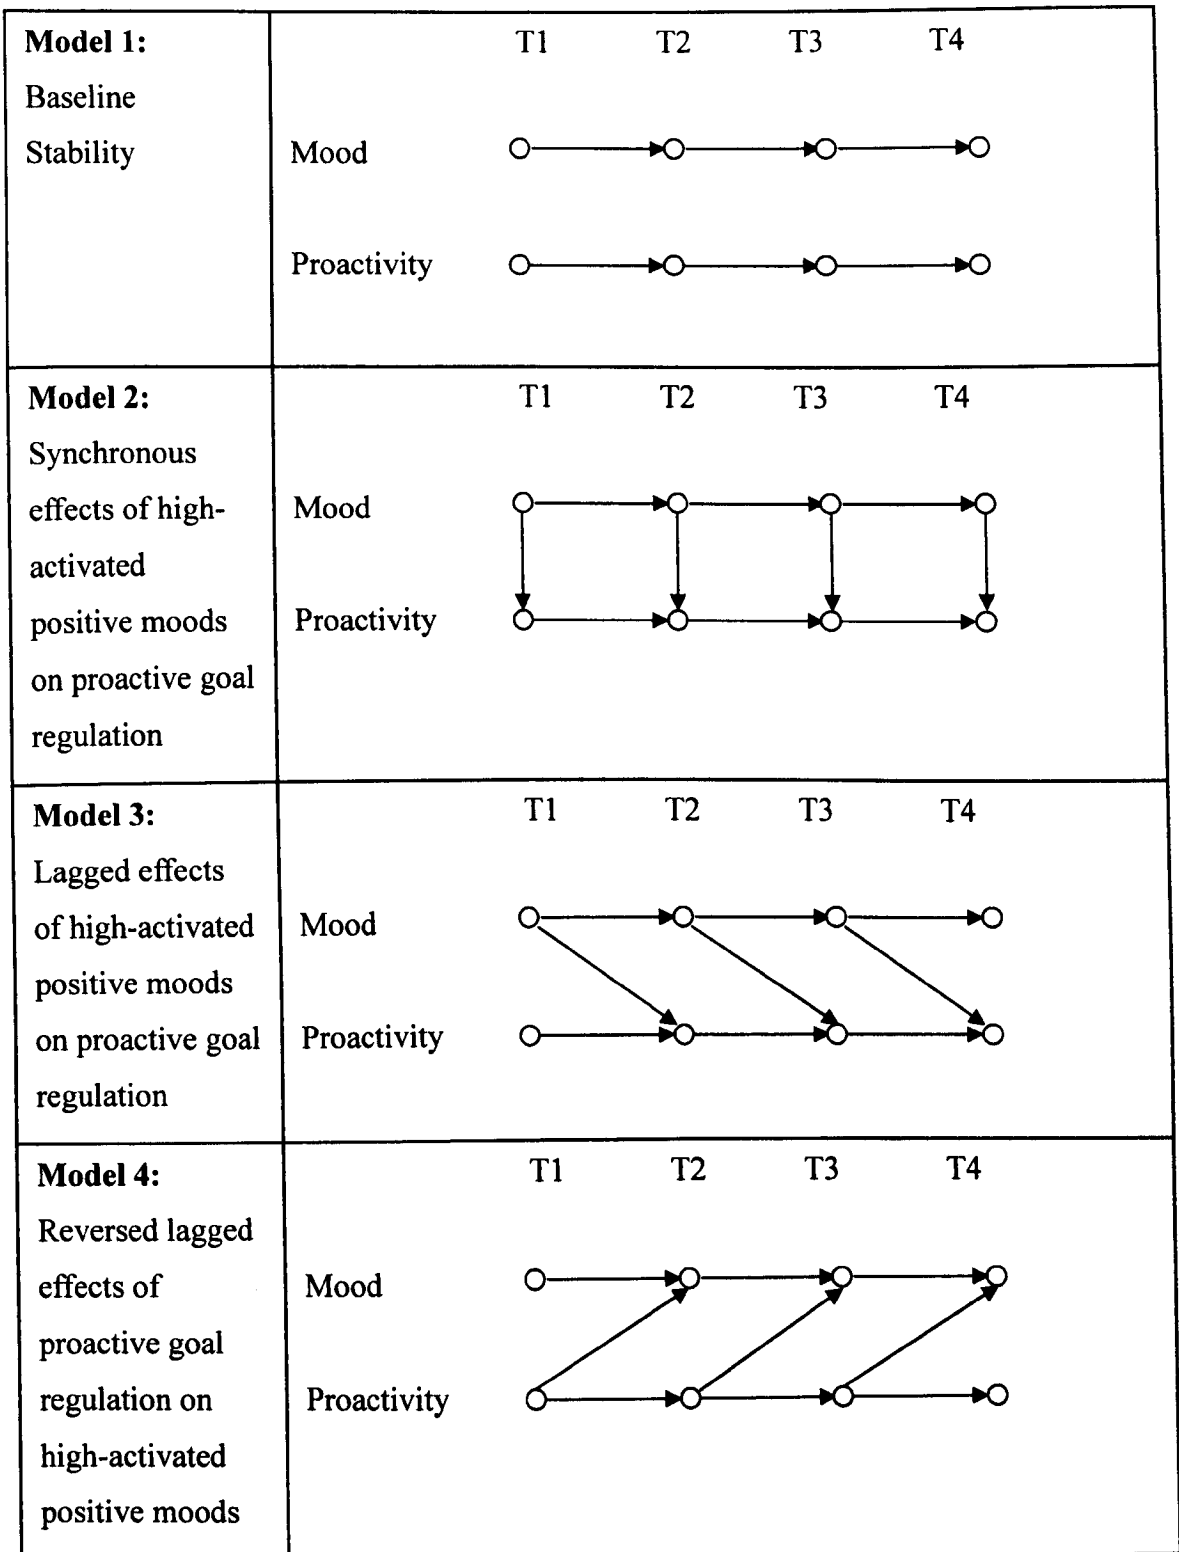 Model 1:
Baseline
Stability
T1 T2 T3 T4
Mood
Proactivity
Model 2:
Synchronous
effects of high-
activated
positive moods
on proactive goal
regulation
T1 T2 T3 T4
Mood
Proactivity
Model 3:
Lagged effects
of high-activated
positive moods
on proactive goal
regulation
T1 T2 T3 T4
Mood
Proactivity
Model 4:
Reversed lagged
effects of
proactive goal
regulation on
high-activated
positive moods
T1 T2 T3 T4
Mood
Proactivity